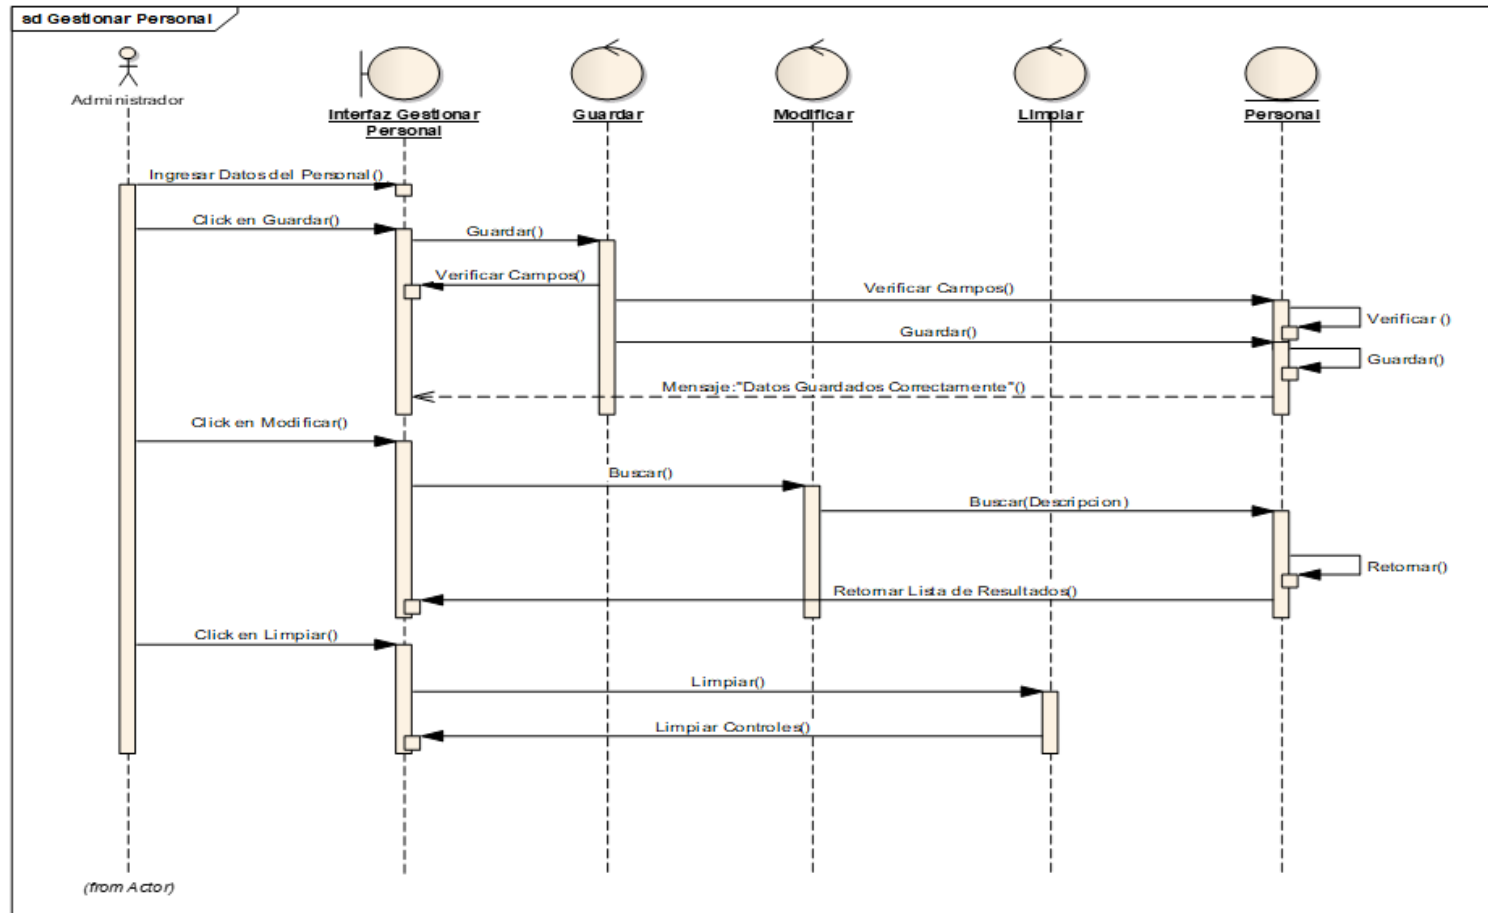 sd Gestionar Personal
Administrador
Interfaz Gestionar
Personal
Guardar
Modificar
Limpiar
Personal
Ingresar Datos del Personal()
Click en Guardar()
Guardar()
Verificar Campos()
Verificar Campos()
Verificar ()
Guardar()
Guardar()
Mensaje:"Datos Guardados Correctamente"()
Click en Modificar()
Buscar()
Buscar(Descripcion)
Retornar()
Retornar Lista de Resultados()
Click en Limpiar()
Limpiar()
Limpiar Controles()
(from Actor)